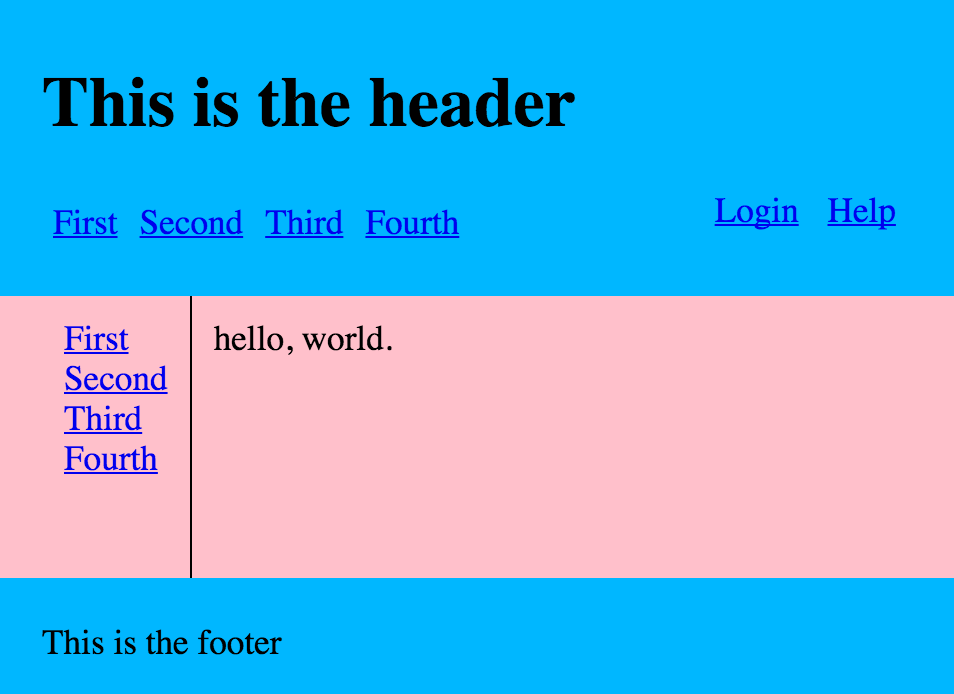 This is the header
First Second Third Fourth
Login Help
First
Second
Third
Fourth
hello, world.
This is the footer